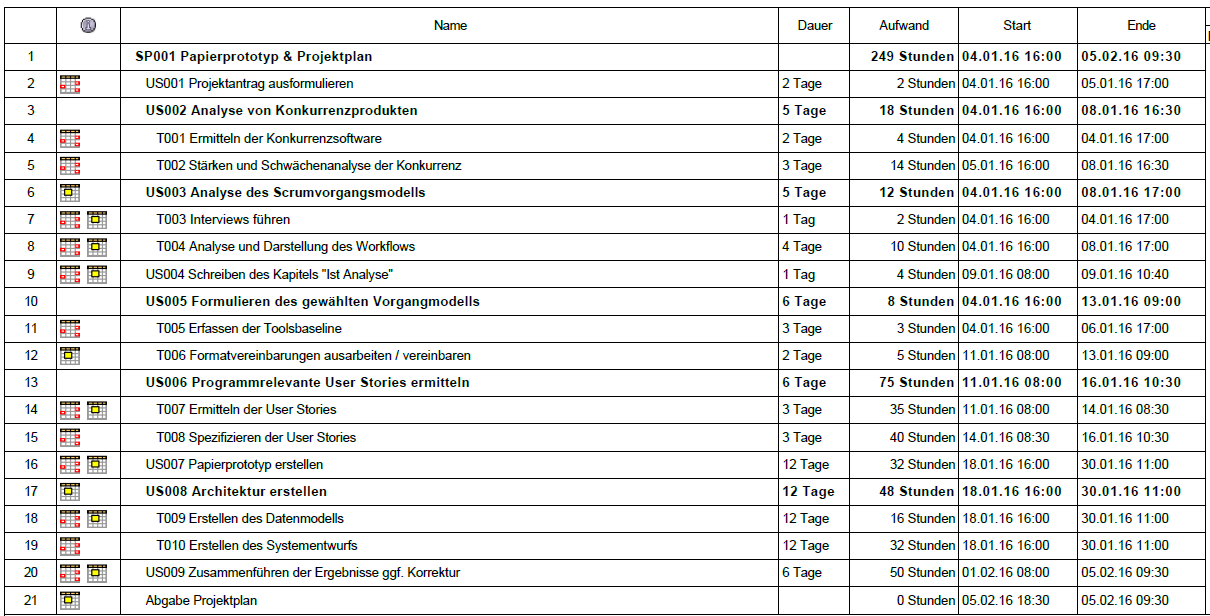 Name Dauer Aufwand Start Ende
1 SP001 Papierprototyp & Projektplan 249 Stunden 04.01.16 16:00 05.02.16 09:30
2 US001 Projektantrag ausformulieren 2 Tage 2 Stunden 04.01.16 16:00 05.01.16 17:00
3 US002 Analyse von Konkurrenzprodukten 5 Tage 18 Stunden 04.01.16 16:00 08.01.16 16:30
4 T001 Ermitteln der Konkurrenzsoftware 2 Tage 4 Stunden 04.01.16 16:00 04.01.16 17:00
5 T002 Stärken und Schwächenanalyse der Konkurrenz 3 Tage 14 Stunden 05.01.16 16:00 08.01.16 16:30
6 US003 Analyse des Scrumvorgangsmodells 5 Tage 12 Stunden 04.01.16 16:00 08.01.16 17:00
7 T003 Interviews führen 1 Tag 2 Stunden 04.01.16 16:00 04.01.16 17:00
8 T004 Analyse und Darstellung des Workflows 4 Tage 10 Stunden 04.01.16 16:00 08.01.16 17:00
9 US004 Schreiben des Kapitels "Ist Analyse" 1 Tag 4 Stunden 09.01.16 08:00 09.01.16 10:40
10 US005 Formulieren des gewählten Vorgangmodells 6 Tage 8 Stunden 04.01.16 16:00 13.01.16 09:00
11 T005 Erfassen der Toolsbaseline 3 Tage 3 Stunden 04.01.16 16:00 06.01.16 17:00
12 T006 Formatvereinbarungen ausarbeiten / vereinbaren 2 Tage 5 Stunden 11.01.16 08:00 13.01.16 09:00
13 US006 Programmrelevante User Stories ermitteln 6 Tage 75 Stunden 11.01.16 08:00 16.01.16 10:30
14 T007 Ermitteln der User Stories 3 Tage 35 Stunden 11.01.16 08:00 14.01.16 08:30
15 T008 Spezifizieren der User Stories 3 Tage 40 Stunden 14.01.16 08:30 16.01.16 10:30
16 US007 Papierprototyp erstellen 12 Tage 32 Stunden 18.01.16 16:00 30.01.16 11:00
17 US008 Architektur erstellen 12 Tage 48 Stunden 18.01.16 16:00 30.01.16 11:00
18 T009 Erstellen des Datenmodells 12 Tage 16 Stunden 18.01.16 16:00 30.01.16 11:00
19 T010 Erstellen des Systementwurfs 12 Tage 32 Stunden 18.01.16 16:00 30.01.16 11:00
20 US009 Zusammenführen der Ergebnisse ggf. Korrektur 6 Tage 50 Stunden 01.02.16 08:00 05.02.16 09:30
21 Abgabe Projektplan 0 Stunden 05.02.16 18:30 05.02.16 09:30